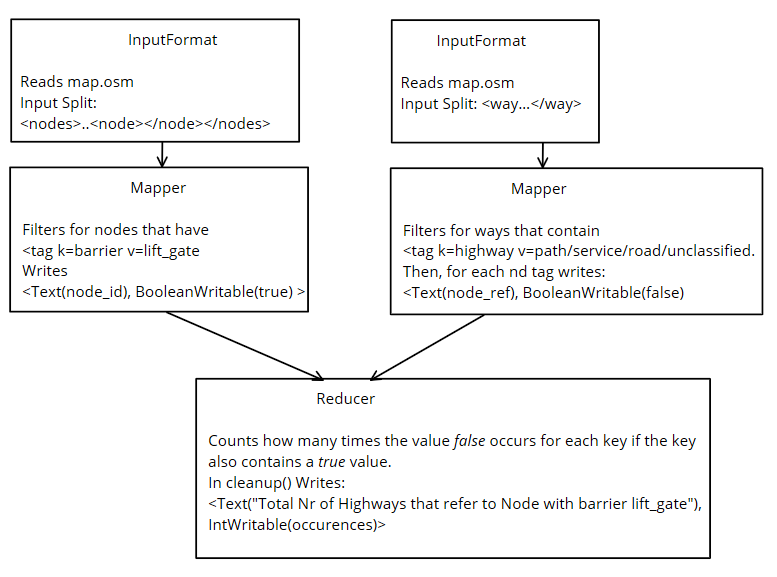 InputFormat
Reads map.osm
Input Split:
<nodes>..<node></node></nodes>
InputFormat
Reads map.osm
Input Split: <way...</way>
Mapper
Filters for nodes that have
<tag k=barrier v=lift_gate
Writes
<Text(node_id), BooleanWritable(true) >
Mapper
Filters for ways that contain
<tag k=highway v=path/service/road/unclassified.
Then, for each nd tag writes:
<Text(node_ref), BooleanWritable(false)
Reducer
Counts how many times the value false occurs for each key if the key
also contains a true value.
In cleanup() Writes:
<Text("Total Nr of Highways that refer to Node with barrier lift_gate"),
IntWritable(occurences)>